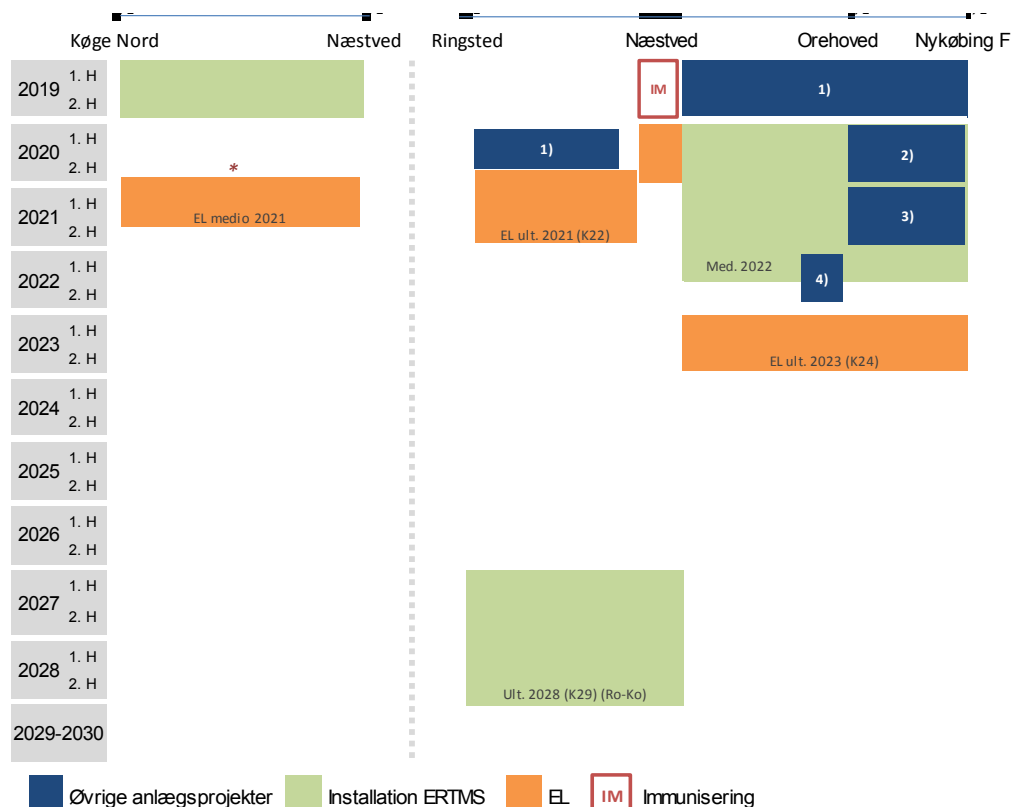 Køge Nord Næstved Ringsted Næstved Orehoved Nykøbing F
2019 1. H
2. H
IM
1)
2020 1. H
2. H
*
1)
2)
2021 1. H
2. H
EL medio 2021
EL ult. 2021 (K22)
3)
2022 1. H
2. H
Med. 2022
4)
2023 1. H
2. H
EL ult. 2023 (K24)
2024 1. H
2. H
2025 1. H
2. H
2026 1. H
2. H
2027 1. H
2. H
2028 1. H
2. H
Ult. 2028 (K29) (Ro-Ko)
2029-2030
Øvrige anlægsprojekter Installation ERTMS EL IM Immunisering